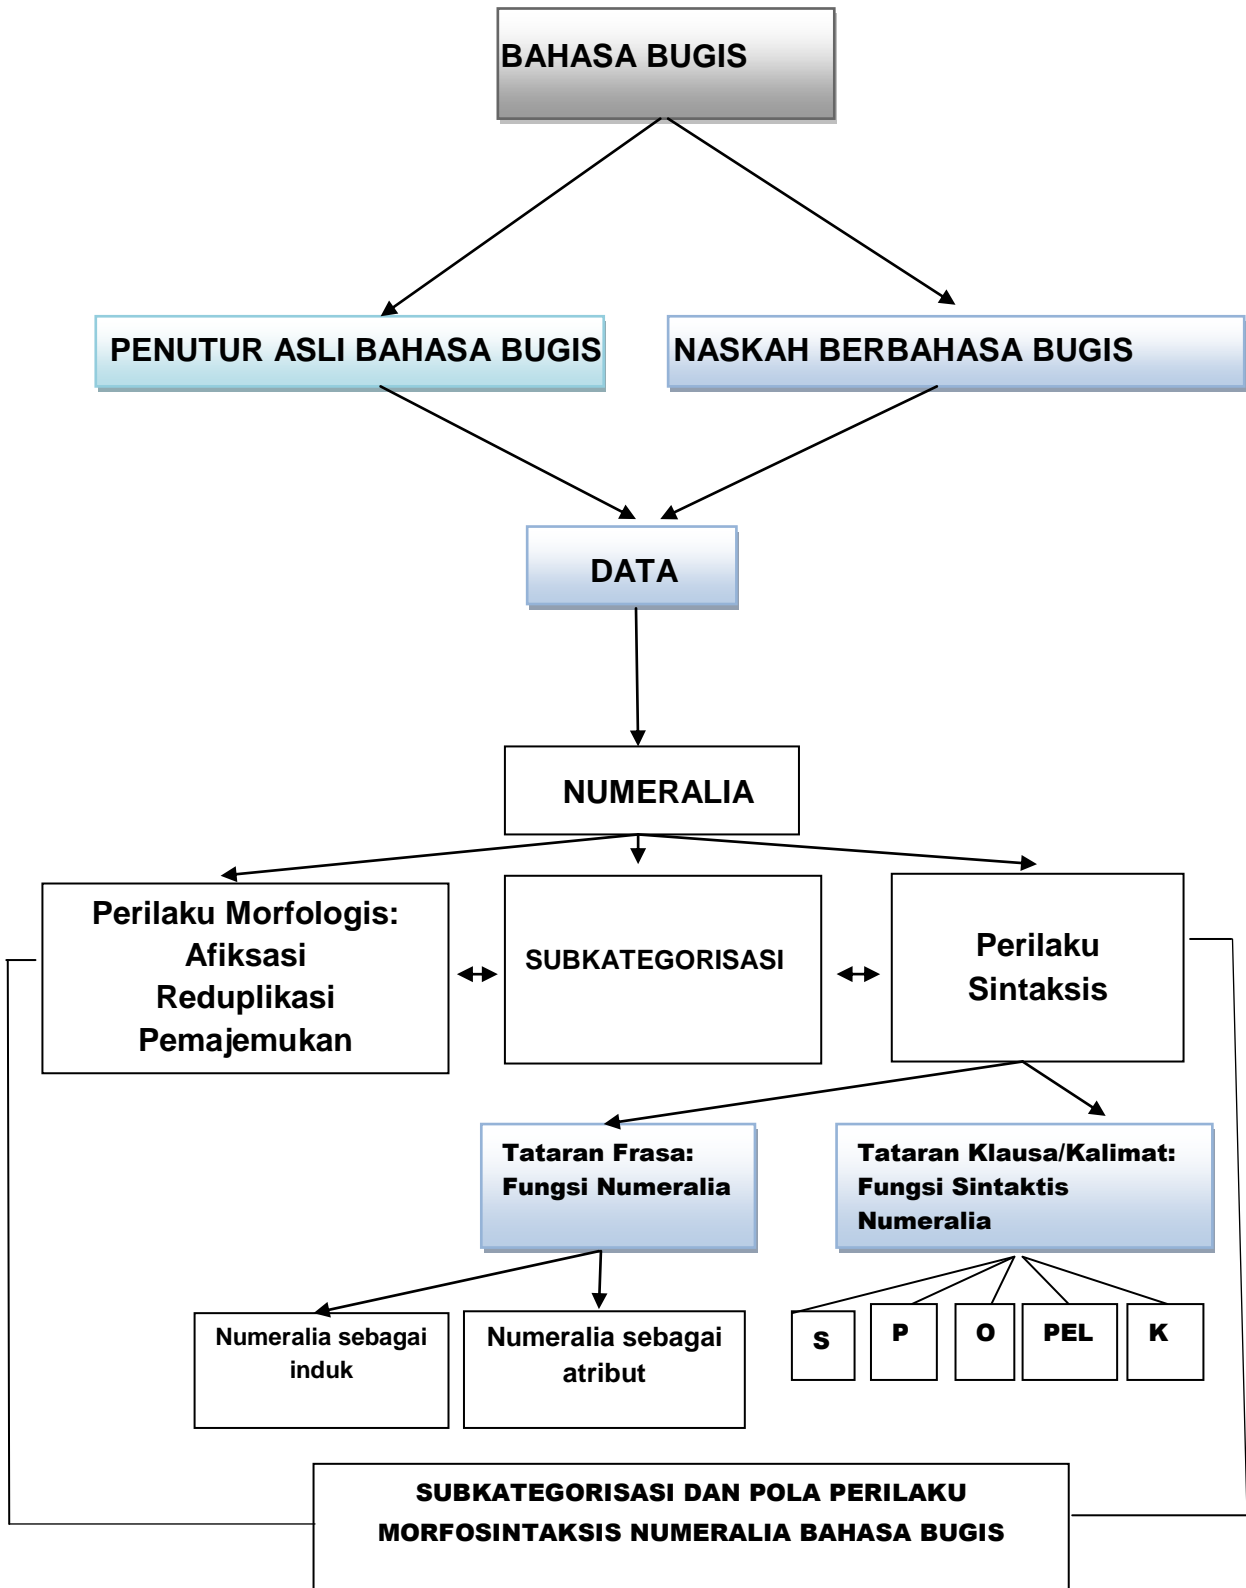 BAHASA BUGIS
PENUTUR ASLI BAHASA BUGIS
NASKAH BERBAHASA BUGIS
DATA
NUMERALIA
Perilaku Morfologis:
Afiksasi
Reduplikasi
Pemajemukan
SUBKATEGORISASI
Perilaku
Sintaksis
Tataran Frasa:
Fungsi Numeralia
Tataran Klausa/Kalimat:
Fungsi Sintaktis
Numeralia
Numeralia sebagai
induk
Numeralia sebagai
atribut
S
P
O
PEL
K
SUBKATEGORISASI DAN POLA PERILAKU
MORFOSINTAKSIS NUMERALIA BAHASA BUGIS